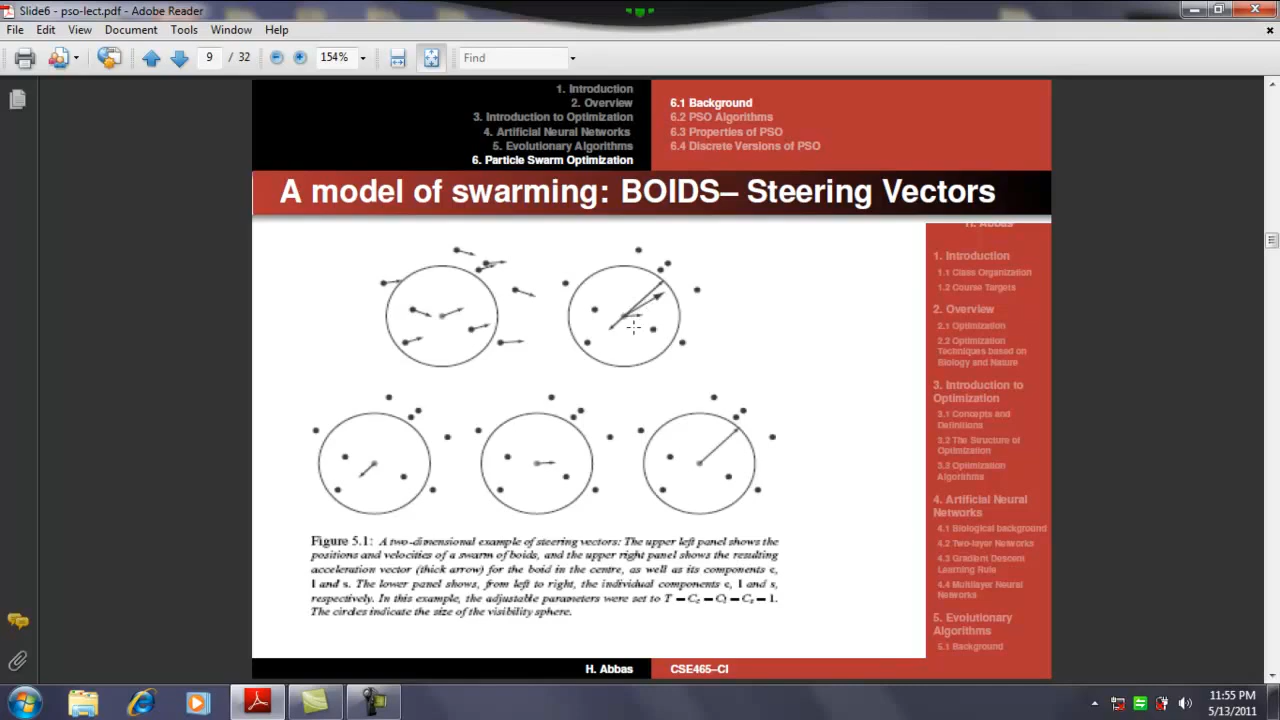 Slide6 - pso-lect.pdf - Adobe Reader
File Edit View Document Tools Window Help
9 / 32 154% Find
1. Introduction
2. Overview
3. Introduction to Optimization
4. Artificial Neural Networks
5. Evolutionary Algorithms
6. Particle Swarm Optimization
6.1 Background
6.2 PSO Algorithms
6.3 Properties of PSO
6.4 Discrete Versions of PSO
A model of swarming: BOIDS– Steering Vectors
H. Abbas
1. Introduction
1.1 Class Organization
1.2 Course Targets
2. Overview
2.1 Optimization
2.2 Optimization
Techniques based on
Biology and Nature
3. Introduction to
Optimization
3.1 Concepts and
Definitions
3.2 The Structure of
Optimization
3.3 Optimization
Algorithms
4. Artificial Neural
Networks
4.1 Biological background
4.2 Two-layer Networks
4.3 Gradient Descent
Learning Rule
4.4 Multilayer Neural
Networks
5. Evolutionary
Algorithms
5.1 Background
Figure 5.1: A two-dimensional example of steering vectors: The upper left panel shows the
positions and velocities of a swarm of boids, and the upper right panel shows the resulting
acceleration vector (thick arrow) for the boid in the centre, as well as its components c,
l and s. The lower panel shows, from left to right, the individual components c, l and s,
respectively. In this example, the adjustable parameters were set to T = Cc = Cl = Cs = 1.
The circles indicate the size of the visibility sphere.
H. Abbas CSE465–CI
11:55 PM
5/13/2011